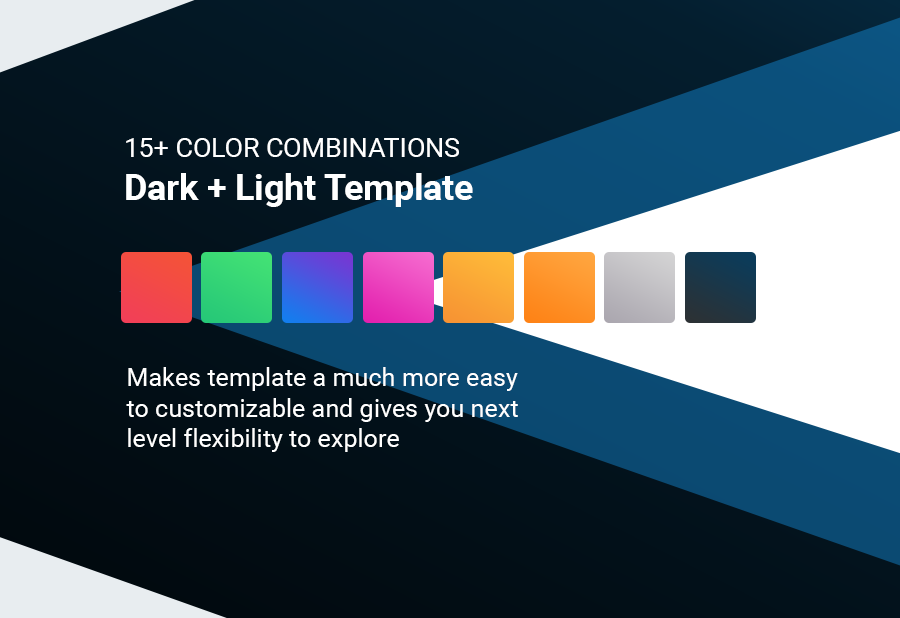 15+ COLOR COMBINATIONS
Dark + Light Template
Makes template a much more easy
to customizable and gives you next
level flexibility to explore